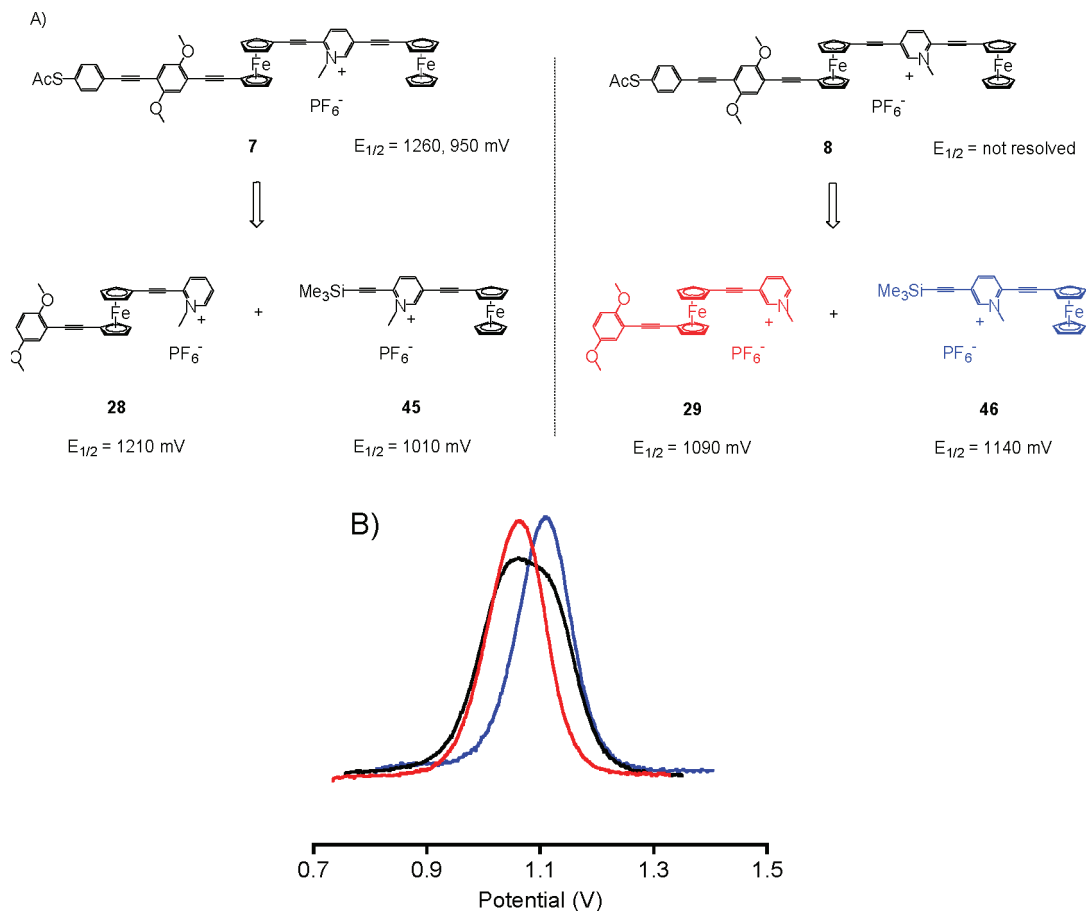 A)
AcS
O
O
Fe
N
+
Fe
PF6-
7
E1/2 = 1260, 950 mV
AcS
O
O
Fe
N
+
Fe
PF6-
8
E1/2 = not resolved
O
O
Fe
N
+
PF6-
28
E1/2 = 1210 mV
+
Me3Si
N
+
Fe
PF6-
45
E1/2 = 1010 mV
O
O
Fe
N
+
PF6-
29
E1/2 = 1090 mV
+
Me3Si
N
+
Fe
PF6-
46
E1/2 = 1140 mV
B)
0.7 0.9 1.1 1.3 1.5
Potential (V)